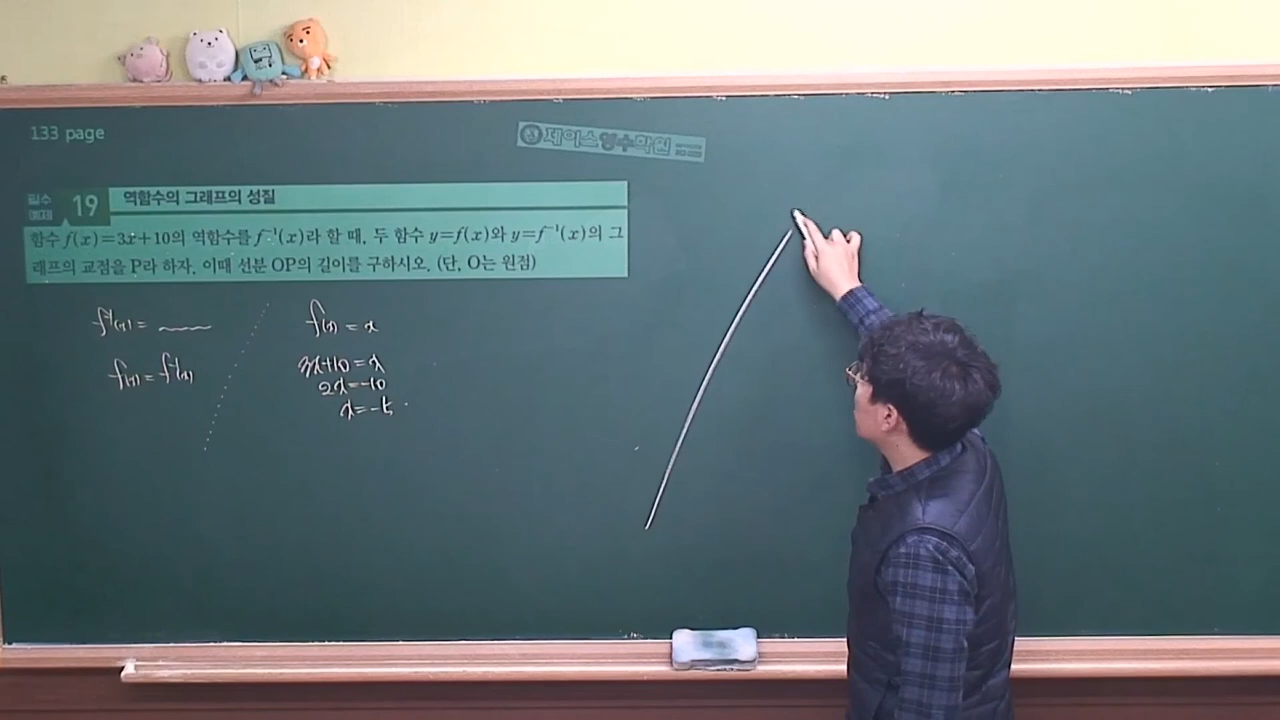 133 page
제이스영수학원
필수 예제 19 역함수의 그래프의 성질
함수 f(x)=3x+10의 역함수를 f⁻¹(x)라 할 때, 두 함수 y=f(x)와 y=f⁻¹(x)의 그
래프의 교점을 P라 하자. 이때 선분 OP의 길이를 구하시오. (단, O는 원점)
f⁻¹(x) =
f(x) = f⁻¹(x)
f(x) = x
3x+10 = x
2x = -10
x = -5